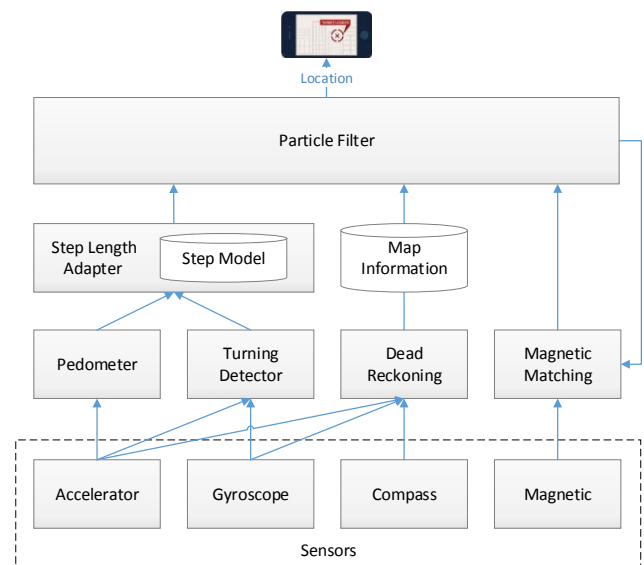 Location
Particle Filter
Step Length
Adapter
Step Model
Map
Information
Pedometer
Turning
Detector
Dead
Reckoning
Magnetic
Matching
Accelerator
Gyroscope
Compass
Magnetic
Sensors